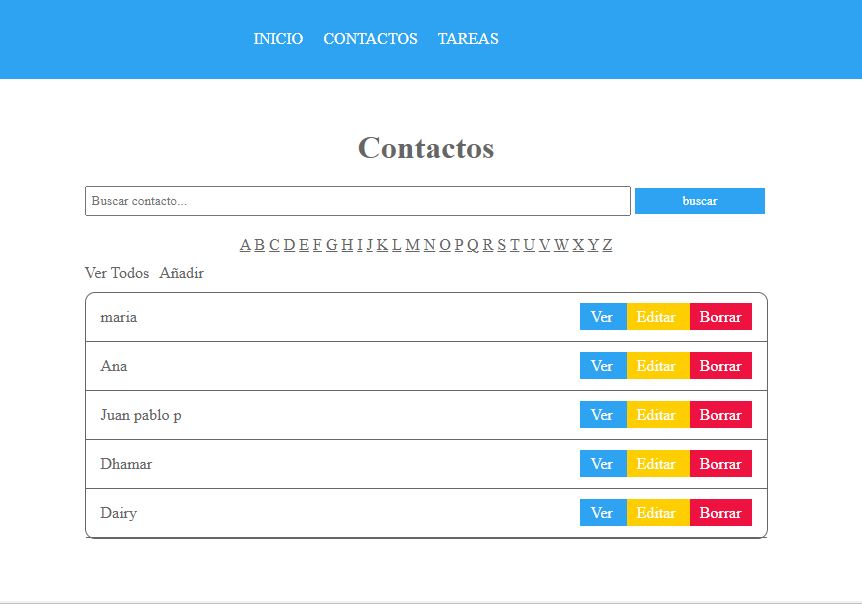 INICIO CONTACTOS TAREAS
Contactos
Buscar contacto... buscar
A B C D E F G H I J K L M N O P Q R S T U V W X Y Z
Ver Todos Añadir
maria Ver Editar Borrar
Ana Ver Editar Borrar
Juan pablo p Ver Editar Borrar
Dhamar Ver Editar Borrar
Dairy Ver Editar Borrar